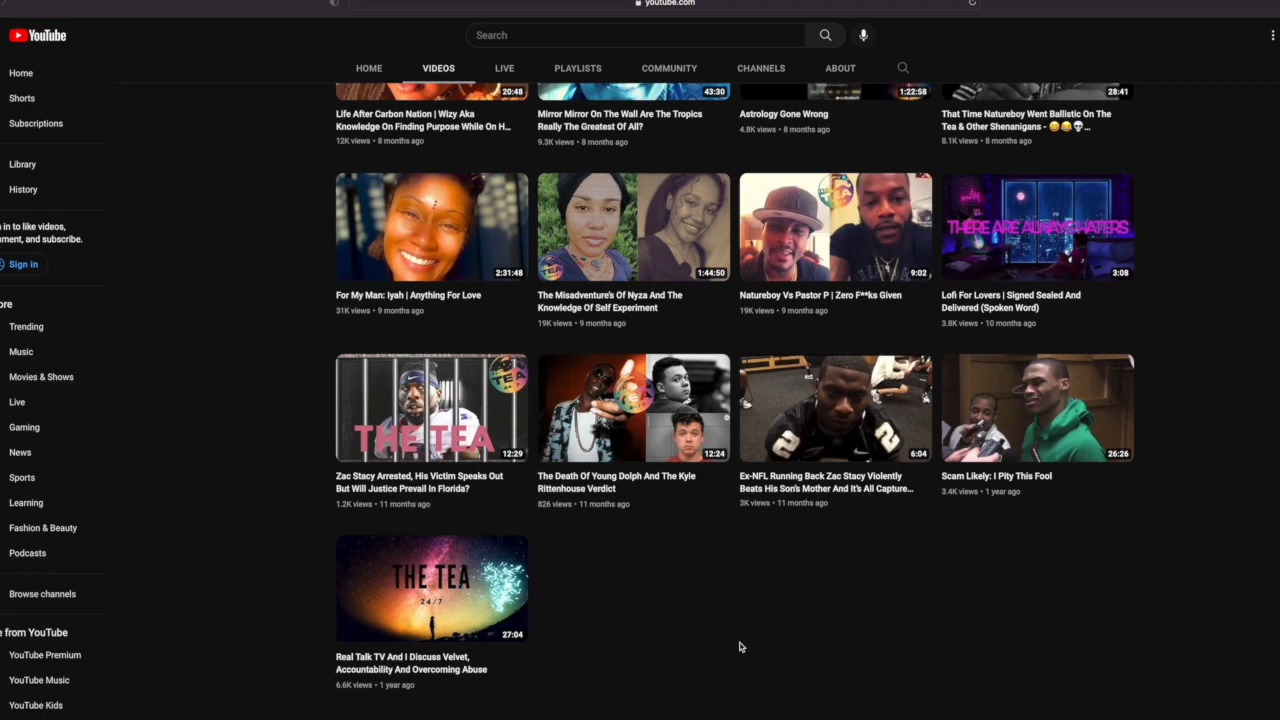 youtube.com
YouTube
Search
HOME
VIDEOS
LIVE
PLAYLISTS
COMMUNITY
CHANNELS
ABOUT
Home
Shorts
Subscriptions
Library
History
in to like videos,
ment, and subscribe.
Sign in
ore
Trending
Music
Movies & Shows
Live
Gaming
News
Sports
Learning
Fashion & Beauty
Podcasts
Browse channels
e from YouTube
YouTube Premium
YouTube Music
YouTube Kids
20:48
Life After Carbon Nation | Wizy Aka
Knowledge On Finding Purpose While On H...
12K views • 8 months ago
43:30
Mirror Mirror On The Wall Are The Tropics
Really The Greatest Of All?
9.3K views • 8 months ago
1:22:58
Astrology Gone Wrong
4.8K views • 8 months ago
28:41
That Time Natureboy Went Ballistic On The
Tea & Other Shenanigans - 😄😂💀...
8.1K views • 8 months ago
2:31:48
For My Man: Iyah | Anything For Love
31K views • 9 months ago
1:44:50
The Misadventure's Of Nyza And The
Knowledge Of Self Experiment
19K views • 9 months ago
TEA
9:02
Natureboy Vs Pastor P | Zero F**ks Given
19K views • 9 months ago
THERE ARE ALWAYS HATERS
3:08
Lofi For Lovers | Signed Sealed And
Delivered (Spoken Word)
3.8K views • 10 months ago
TEA
THE TEA
12:29
Zac Stacy Arrested, His Victim Speaks Out
But Will Justice Prevail In Florida?
1.2K views • 11 months ago
12:24
The Death Of Young Dolph And The Kyle
Rittenhouse Verdict
826 views • 11 months ago
2 2
6:04
Ex-NFL Running Back Zac Stacy Violently
Beats His Son's Mother And It's All Capture...
3K views • 11 months ago
26:26
Scam Likely: I Pity This Fool
3.4K views • 1 year ago
THE TEA
24/7
27:04
Real Talk TV And I Discuss Velvet,
Accountability And Overcoming Abuse
6.6K views • 1 year ago